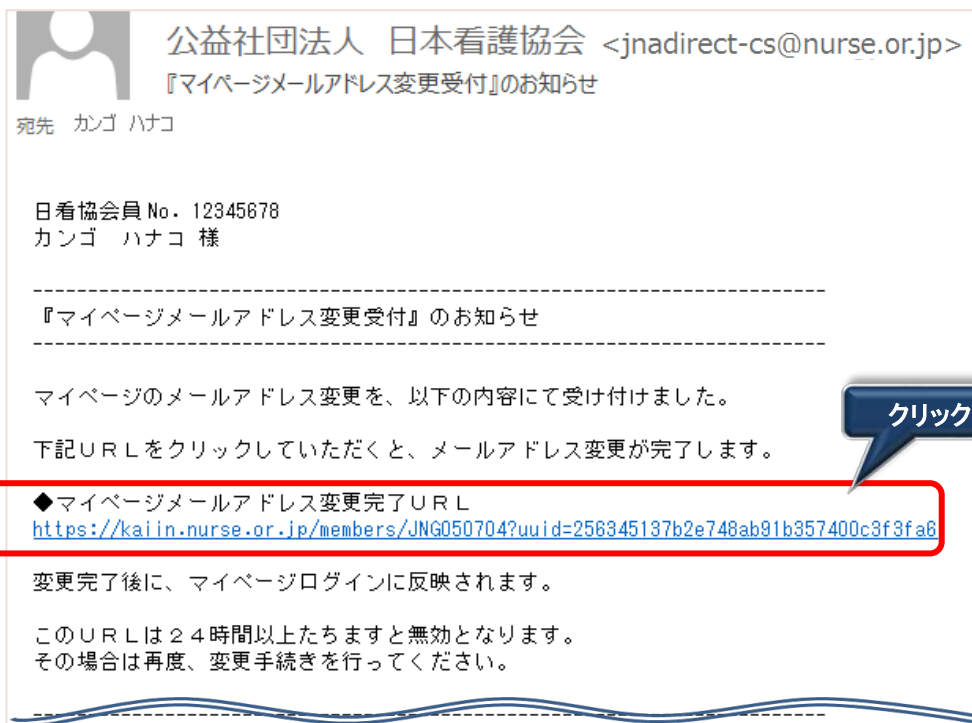 公益社団法人　日本看護協会 <jnadirect-cs@nurse.or.jp>
『マイページメールアドレス変更受付』のお知らせ
宛先　カンゴ ハナコ
日看協会員No. 12345678
カンゴ　ハナコ 様
------------------------------------------------------------------------
『マイページメールアドレス変更受付』のお知らせ
------------------------------------------------------------------------
マイページのメールアドレス変更を、以下の内容にて受け付けました。
クリック
下記ＵＲＬをクリックしていただくと、メールアドレス変更が完了します。
◆マイページメールアドレス変更完了ＵＲＬ
https://kaiin.nurse.or.jp/members/JNG050704?uuid=256345137b2e748ab91b357400c3f3fa6
変更完了後に、マイページログインに反映されます。
このＵＲＬは２４時間以上たちますと無効となります。
その場合は再度、変更手続きを行ってください。
------------------------------------------------------------------------